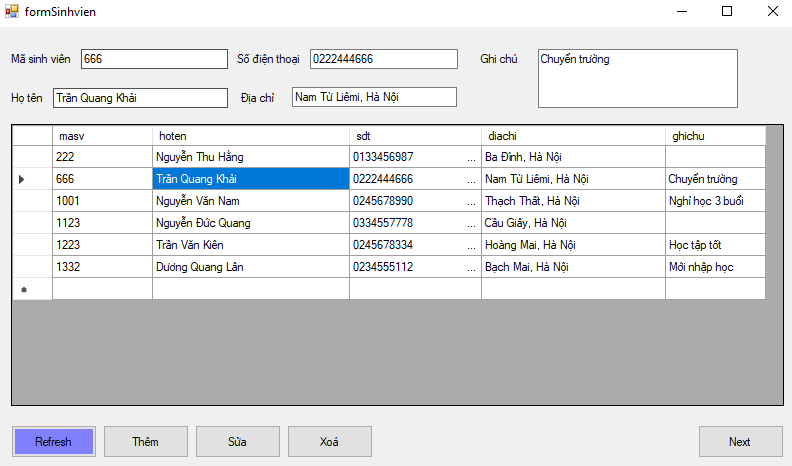 formSinhvien
Mã sinh viên 666 Số điện thoại 0222444666 Ghi chú Chuyển trường
Họ tên Trần Quang Khải Địa chỉ Nam Từ Liêmi, Hà Nội
masv hoten sdt diachi ghichu
222 Nguyễn Thu Hằng 0133456987 ... Ba Đình, Hà Nội
666 Trần Quang Khải 0222444666 ... Nam Từ Liêmi, Hà Nội Chuyển trường
1001 Nguyễn Văn Nam 0245678990 ... Thạch Thất, Hà Nội Nghỉ học 3 buổi
1123 Nguyễn Đức Quang 0334557778 ... Cầu Giấy, Hà Nội
1223 Trần Văn Kiên 0245678334 ... Hoàng Mai, Hà Nội Học tập tốt
1332 Dương Quang Lân 0234555112 ... Bạch Mai, Hà Nội Mới nhập học
Refresh Thêm Sửa Xoá Next